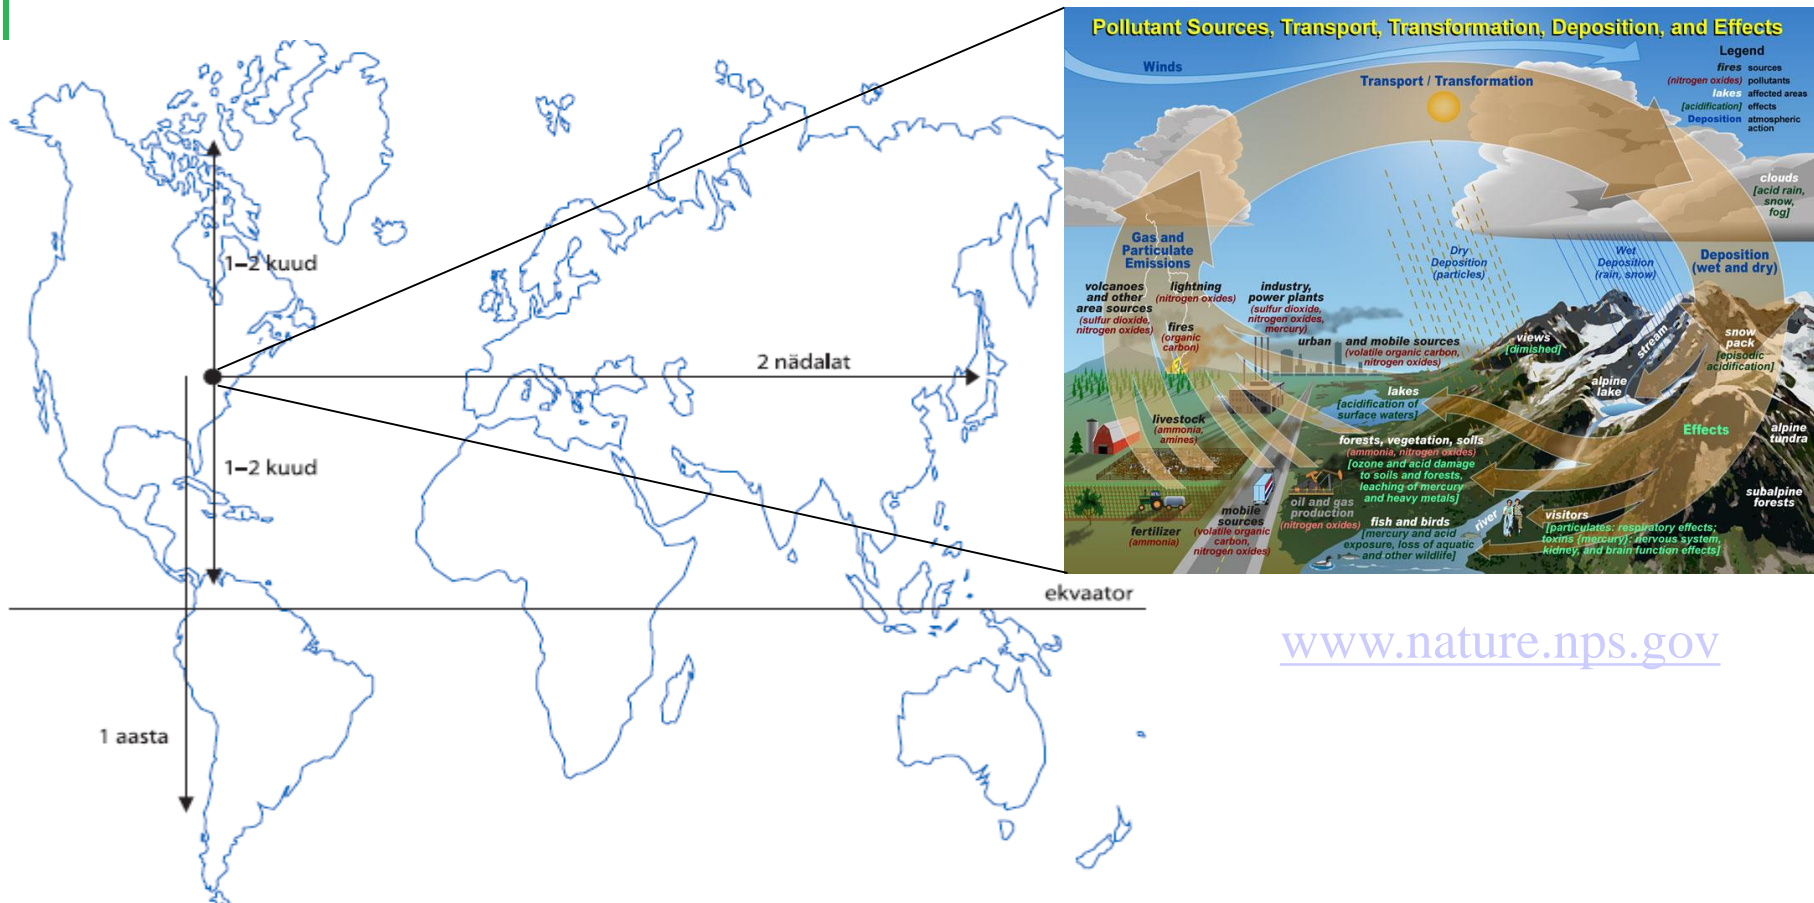 1–2 kuud
2 nädalat
1–2 kuud
ekvaator
1 aasta
Pollutant Sources, Transport, Transformation, Deposition, and Effects
Winds
Transport / Transformation
Legend
fires sources
(nitrogen oxides) pollutants
lakes affected areas
[acidification] effects
Deposition atmospheric
action
clouds
[acid rain,
snow,
fog]
Gas and
Particulate
Emissions
Dry
Deposition
(particles)
Wet
Deposition
(rain, snow)
Deposition
(wet and dry)
volcanoes
and other
area sources
(sulfur dioxide,
nitrogen oxides)
lightning
(nitrogen oxides)
fires
(organic
carbon)
industry,
power plants
(sulfur dioxide,
nitrogen oxides,
mercury)
urban and mobile sources
(volatile organic carbon,
nitrogen oxides)
views
[dimished]
stream
snow
pack
[episodic
acidification]
alpine
lake
lakes
[acidification of
surface waters]
livestock
(ammonia,
amines)
forests, vegetation, soils
(ammonia, nitrogen oxides)
[ozone and acid damage
to soils and forests,
leaching of mercury
and heavy metals]
Effects
alpine
tundra
subalpine
forests
fertilizer
(ammonia)
mobile
sources
(volatile organic
carbon,
nitrogen oxides)
oil and gas
production
(nitrogen oxides)
fish and birds
[mercury and acid
exposure, loss of aquatic
and other wildlife]
river
visitors
[particulates: respiratory effects;
toxins {mercury}: nervous system,
kidney, and brain function effects]
www.nature.nps.gov